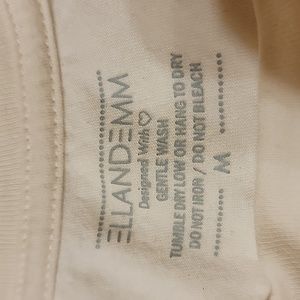 ELLANDEMM
Designed With ♡
GENTLE WASH
TUMBLE DRY LOW OR HANG TO DRY
DO NOT IRON / DO NOT BLEACH
M